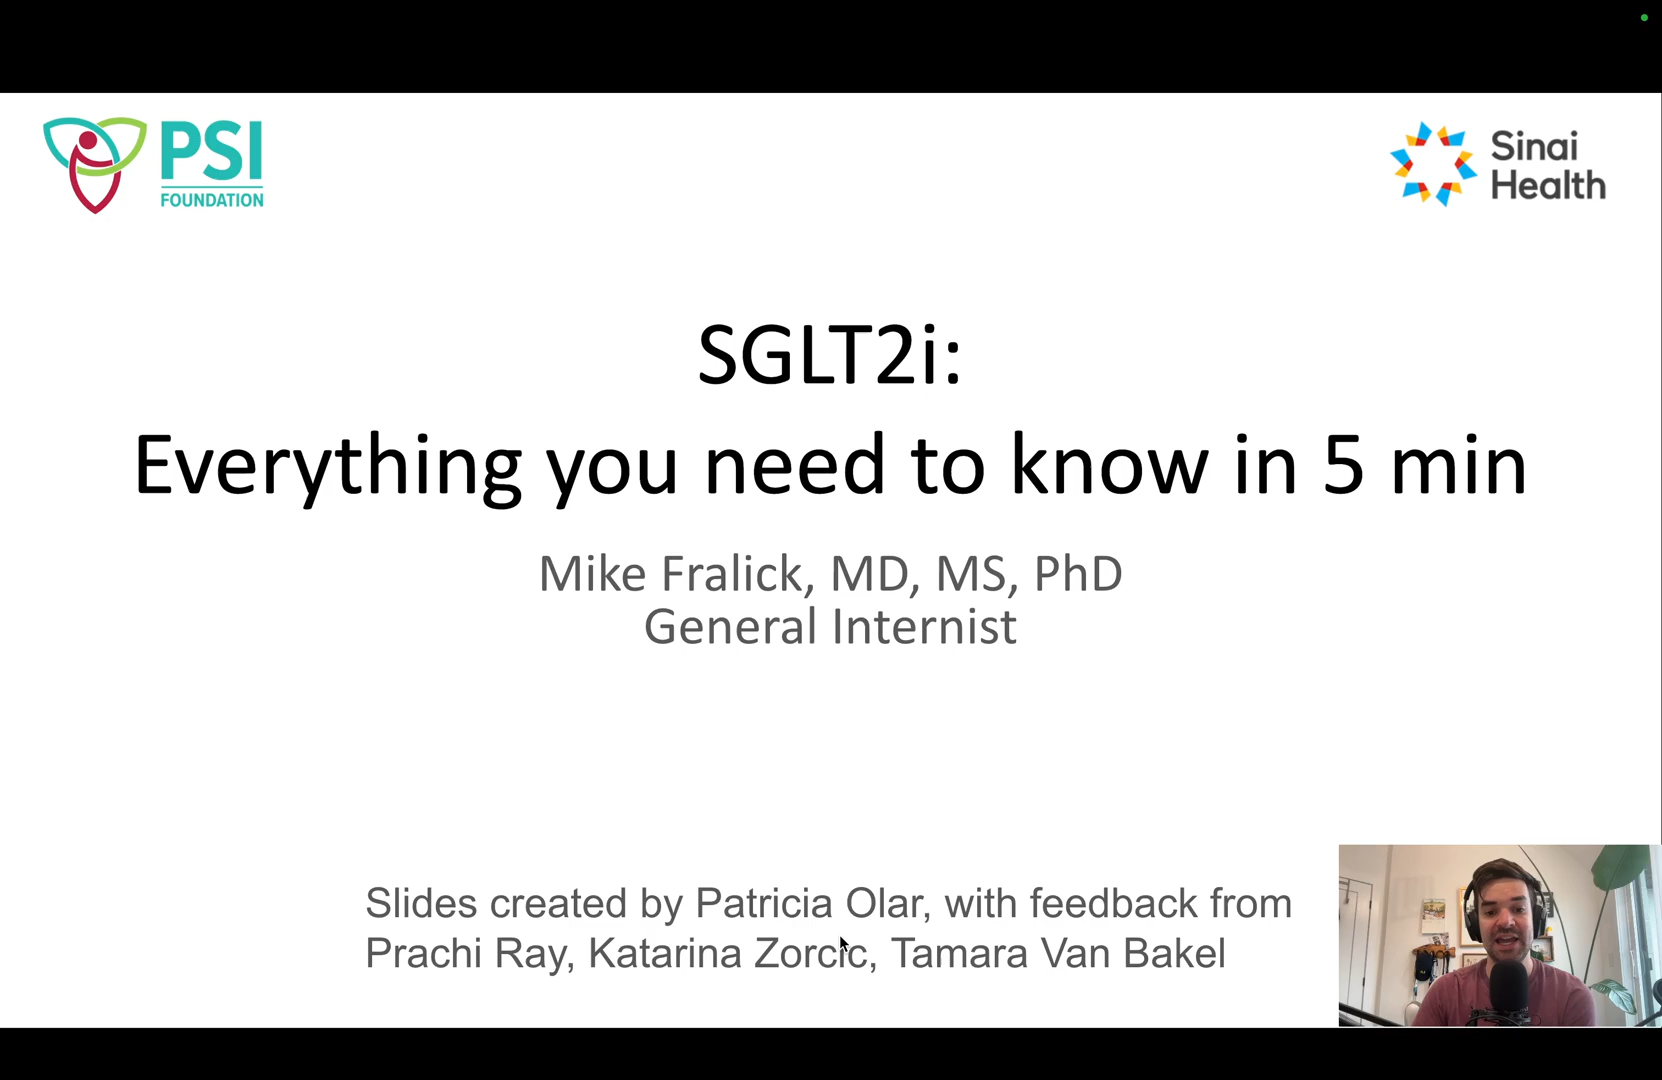 PSI
FOUNDATION
Sinai
Health
SGLT2i:
Everything you need to know in 5 min
Mike Fralick, MD, MS, PhD
General Internist
Slides created by Patricia Olar, with feedback from
Prachi Ray, Katarina Zorcic, Tamara Van Bakel